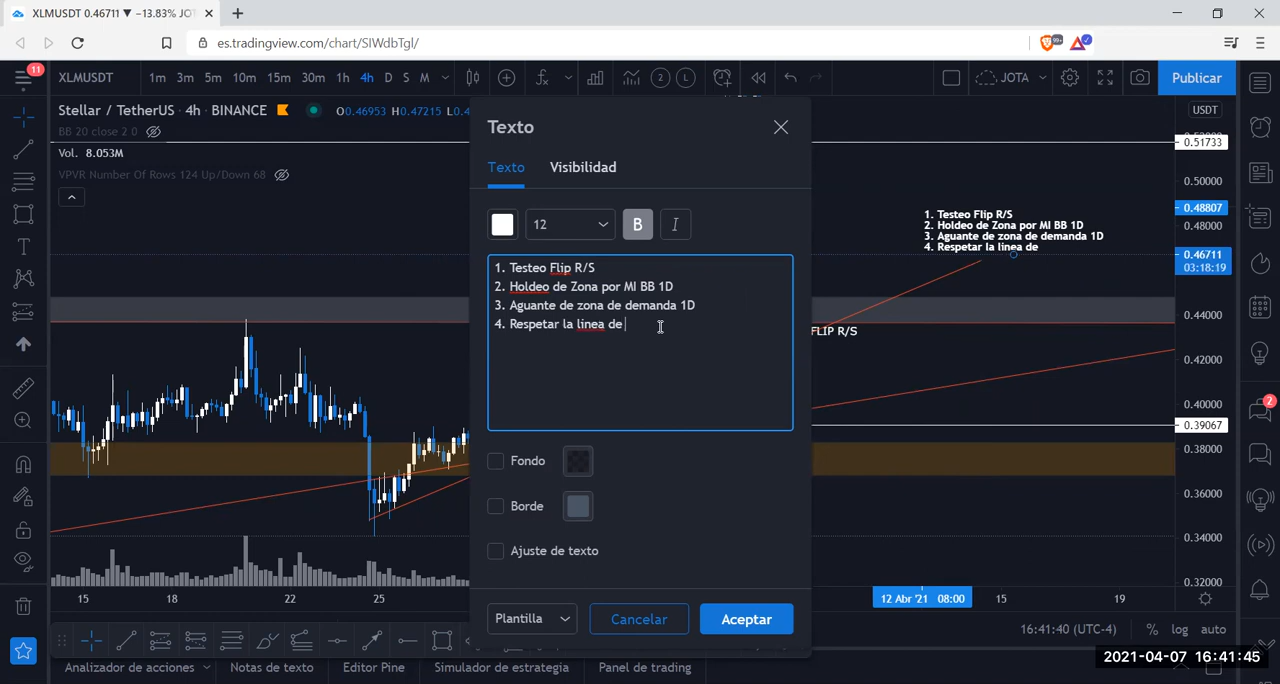 XLMUSDT 0.46711 ▼ −13.83% JOT
es.tradingview.com/chart/SIWdbTgl/
99+
11
XLMUSDT 1m 3m 5m 10m 15m 30m 1h 4h D S M
2 L
JOTA
Publicar
Stellar / TetherUS · 4h · BINANCE
O0.46953 H0.47215 L0.4
BB 20 close 2 0
Vol. 8.053M
VPVR Number Of Rows 124 Up/Down 68
Texto
Texto Visibilidad
12 B I
1. Testeo Flip R/S
2. Holdeo de Zona por MI BB 1D
3. Aguante de zona de demanda 1D
4. Respetar la linea de
Fondo
Borde
Ajuste de texto
Plantilla
Cancelar
Aceptar
1. Testeo Flip R/S
2. Holdeo de Zona por MI BB 1D
3. Aguante de zona de demanda 1D
4. Respetar la linea de
FLIP R/S
USDT
0.51733
0.50000
0.48807
0.48000
0.46711
03:18:19
0.44000
0.42000
0.40000
0.39067
0.38000
0.36000
0.34000
0.32000
2
15 18 22 25
12 Abr '21 08:00
15 19
16:41:40 (UTC-4) % log auto
Analizador de acciones Notas de texto Editor Pine Simulador de estrategia Panel de trading
2021-04-07 16:41:45